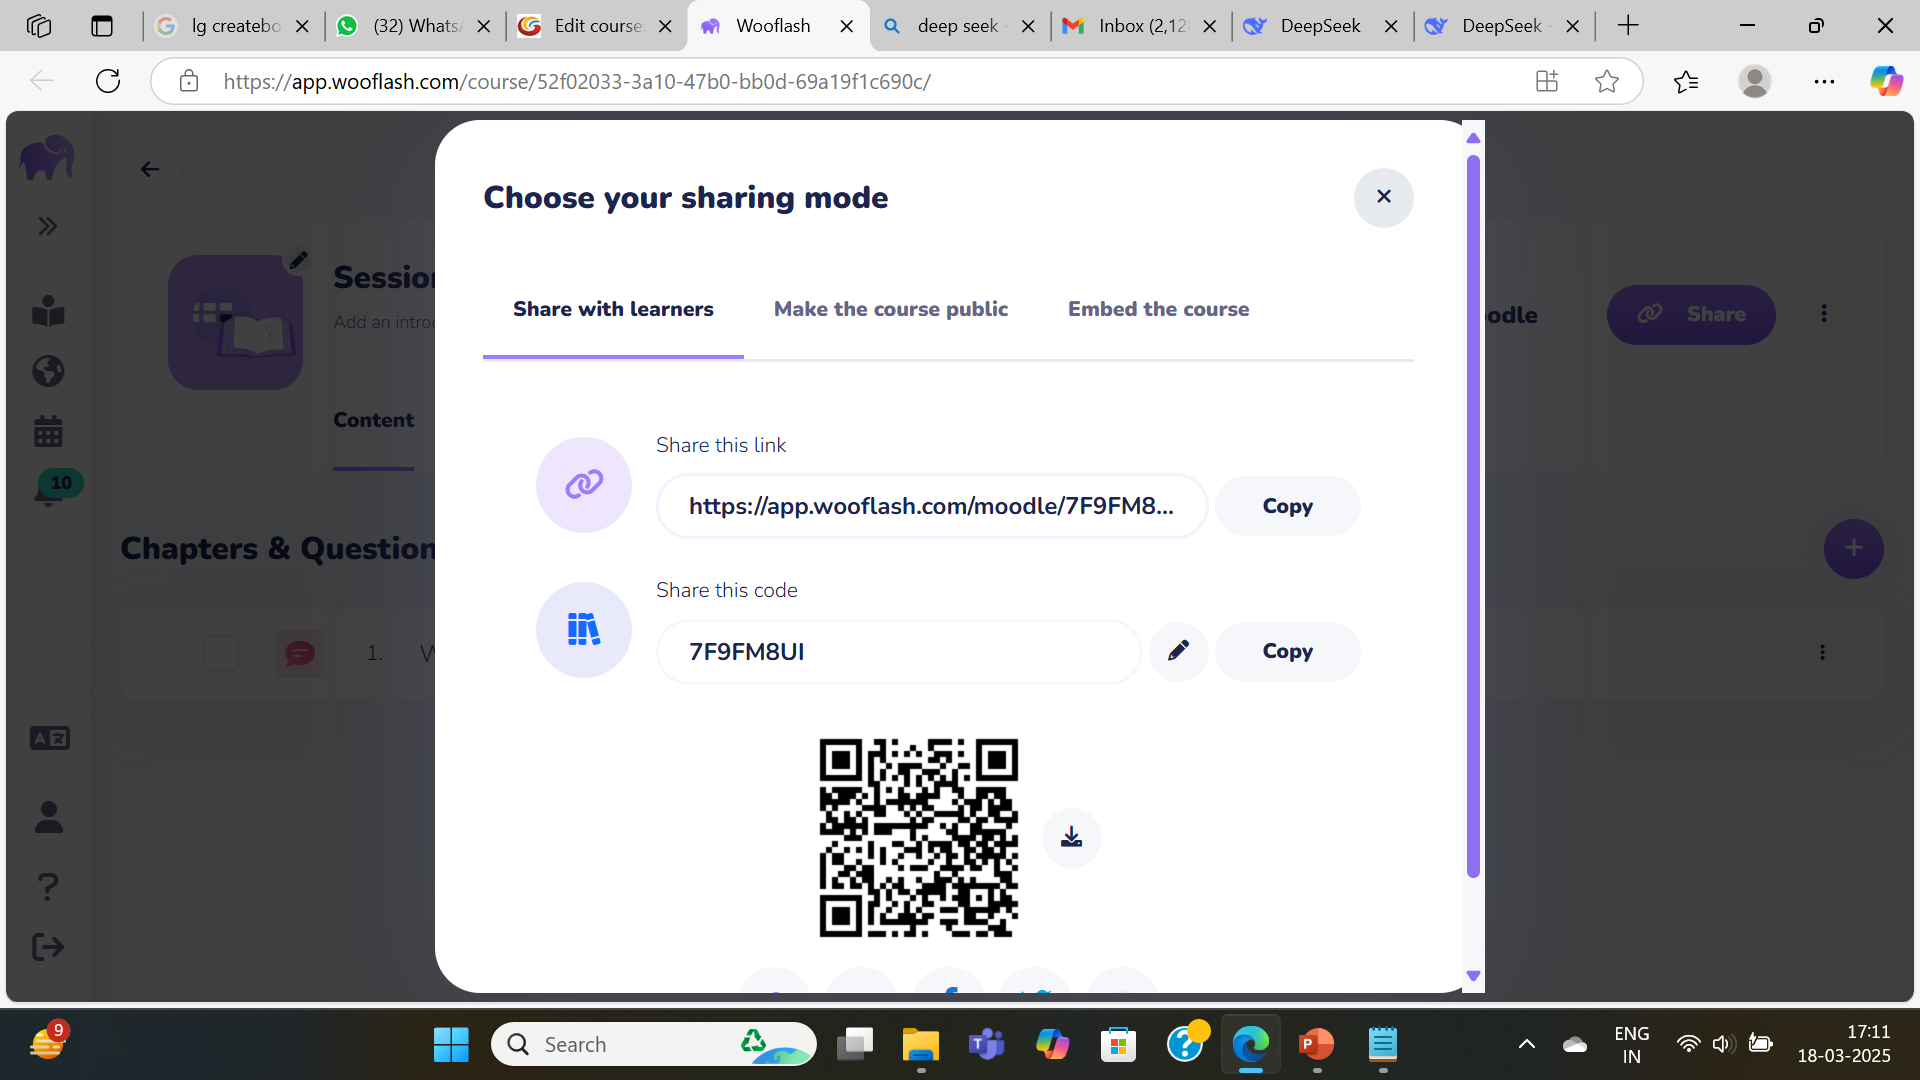 lg createbo
(32) Whats
Edit course:
Wooflash
deep seek -
Inbox (2,12
DeepSeek
DeepSeek -
https://app.wooflash.com/course/52f02033-3a10-47b0-bb0d-69a19f1c690c/
Choose your sharing mode
Share with learners
Make the course public
Embed the course
Session
Add an intro
oodle
Share
Content
10
Share this link
https://app.wooflash.com/moodle/7F9FM8...
Copy
Chapters & Question
Share this code
7F9FM8UI
Copy
1.
9
Search
ENG
IN
17:11
18-03-2025